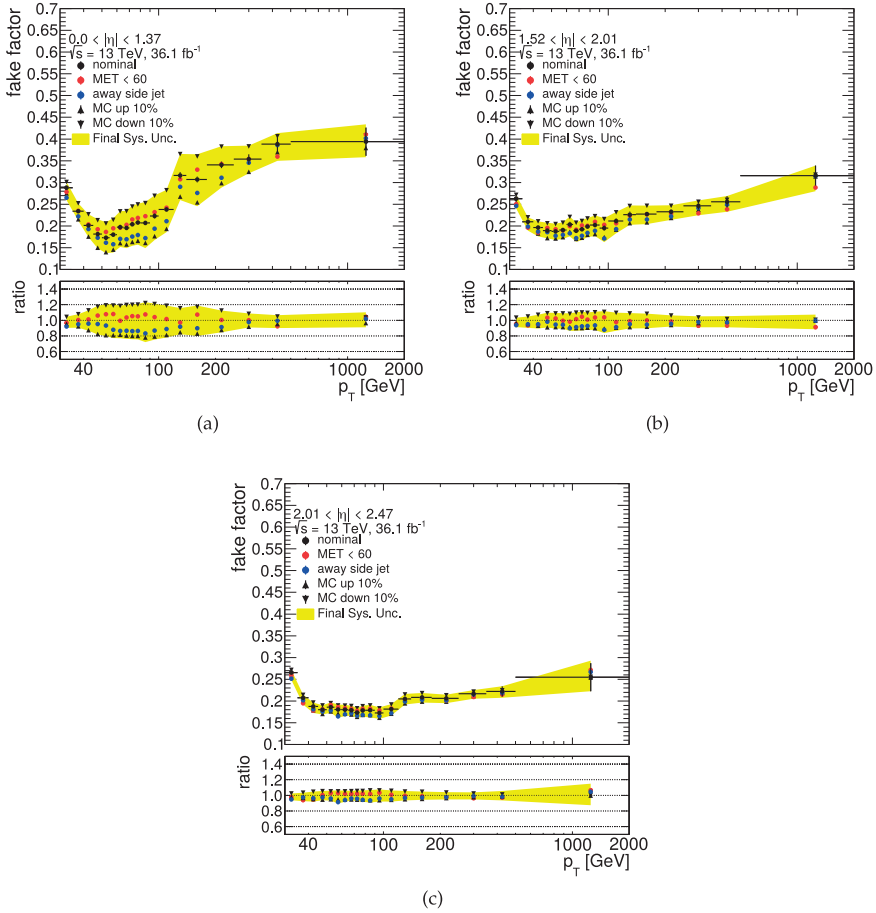 fake factor
0.7
0.65
0.6
0.55
0.5
0.45
0.4
0.35
0.3
0.25
0.2
0.15
0.1
0.0 < |η| < 1.37
√s = 13 TeV, 36.1 fb⁻¹
nominal
MET < 60
away side jet
MC up 10%
MC down 10%
Final Sys. Unc.
ratio
1.4
1.2
1.0
0.8
0.6
40 100 200 1000 2000
p_T [GeV]
(a)
fake factor
0.7
0.65
0.6
0.55
0.5
0.45
0.4
0.35
0.3
0.25
0.2
0.15
0.1
1.52 < |η| < 2.01
√s = 13 TeV, 36.1 fb⁻¹
nominal
MET < 60
away side jet
MC up 10%
MC down 10%
Final Sys. Unc.
ratio
1.4
1.2
1.0
0.8
0.6
40 100 200 1000 2000
p_T [GeV]
(b)
fake factor
0.7
0.65
0.6
0.55
0.5
0.45
0.4
0.35
0.3
0.25
0.2
0.15
0.1
2.01 < |η| < 2.47
√s = 13 TeV, 36.1 fb⁻¹
nominal
MET < 60
away side jet
MC up 10%
MC down 10%
Final Sys. Unc.
ratio
1.4
1.2
1.0
0.8
0.6
40 100 200 1000 2000
p_T [GeV]
(c)